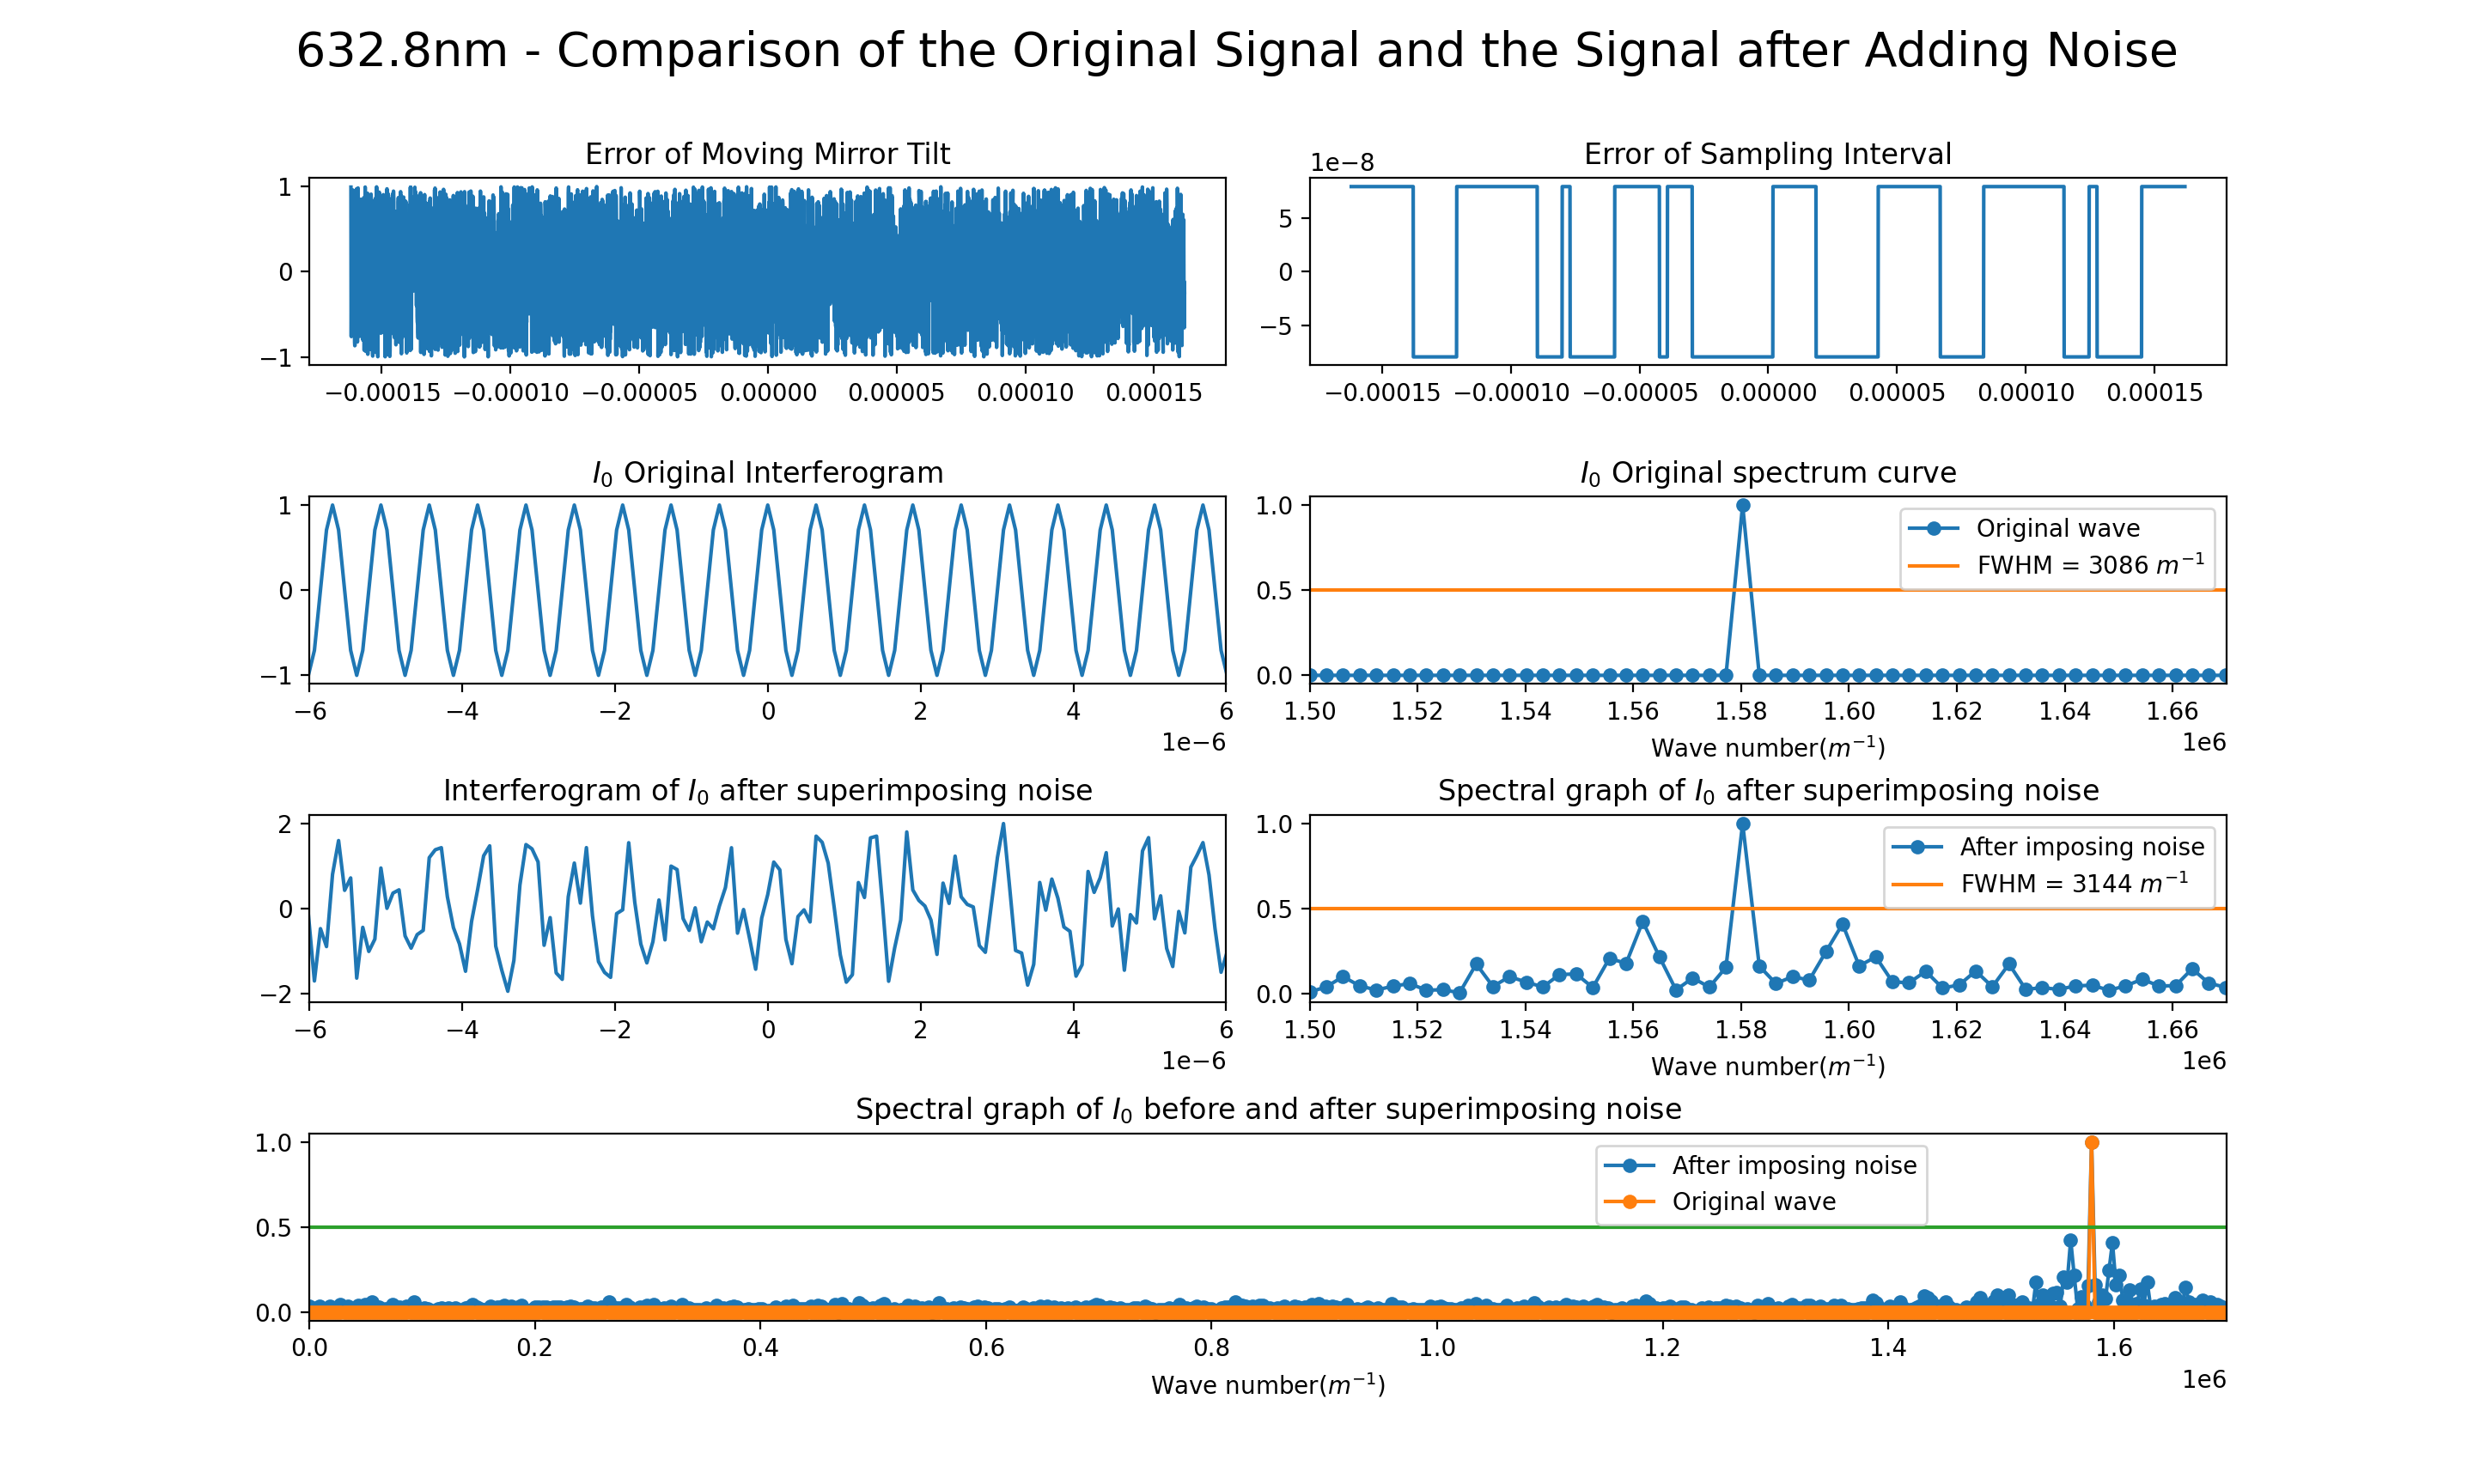 632.8nm - Comparison of the Original Signal and the Signal after Adding Noise
Error of Moving Mirror Tilt
1
0
−1
−0.00015 −0.00010 −0.00005 0.00000 0.00005 0.00010 0.00015
Error of Sampling Interval
1e−8
5
0
−5
−0.00015 −0.00010 −0.00005 0.00000 0.00005 0.00010 0.00015
I₀ Original Interferogram
1
0
−1
−6 −4 −2 0 2 4 6
1e−6
I₀ Original spectrum curve
1.0
0.5
0.0
Original wave
FWHM = 3086 m⁻¹
1.50 1.52 1.54 1.56 1.58 1.60 1.62 1.64 1.66
Wave number(m⁻¹)
1e6
Interferogram of I₀ after superimposing noise
2
0
−2
−6 −4 −2 0 2 4 6
1e−6
Spectral graph of I₀ after superimposing noise
1.0
0.5
0.0
After imposing noise
FWHM = 3144 m⁻¹
1.50 1.52 1.54 1.56 1.58 1.60 1.62 1.64 1.66
Wave number(m⁻¹)
1e6
Spectral graph of I₀ before and after superimposing noise
1.0
0.5
0.0
After imposing noise
Original wave
0.0 0.2 0.4 0.6 0.8 1.0 1.2 1.4 1.6
Wave number(m⁻¹)
1e6